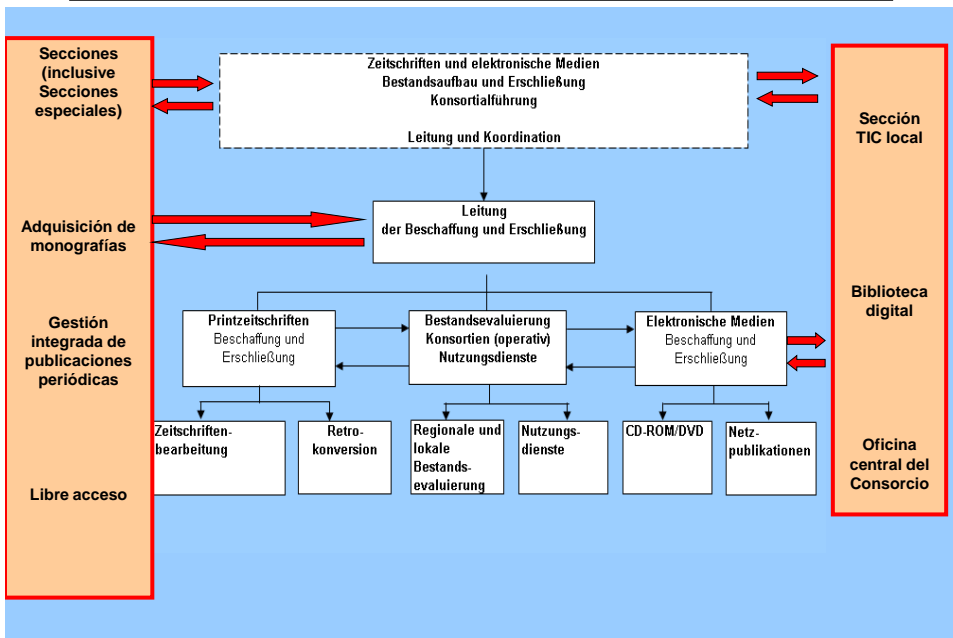 Secciones
(inclusive
Secciones
especiales)
Adquisición de
monografías
Gestión
integrada de
publicaciones
periódicas
Libre acceso
Zeitschriften und elektronische Medien
Bestandsaufbau und Erschließung
Konsortialführung
Leitung und Koordination
Leitung
der Beschaffung und Erschließung
Printzeitschriften
Beschaffung und
Erschließung
Bestandsevaluierung
Konsortien (operativ)
Nutzungsdienste
Elektronische Medien
Beschaffung und
Erschließung
Zeitschriften-
bearbeitung
Retro-
konversion
Regionale und
lokale
Bestands-
evaluierung
Nutzungs-
dienste
CD-ROM/DVD
Netz-
publikationen
Sección
TIC local
Biblioteca
digital
Oficina
central del
Consorcio